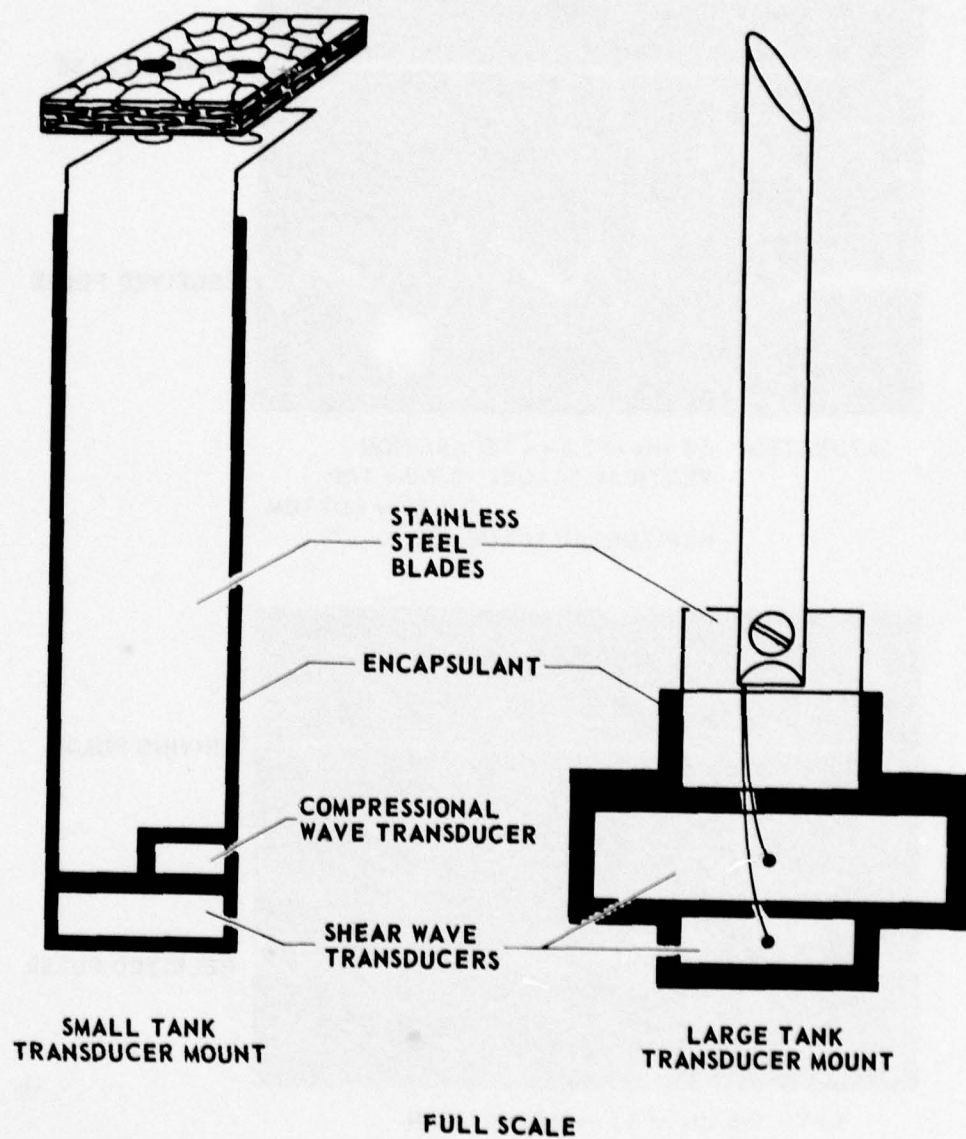 STAINLESS
STEEL
BLADES
ENCAPSULANT
COMPRESSIONAL
WAVE TRANSDUCER
SHEAR WAVE
TRANSDUCERS
SMALL TANK
TRANSDUCER MOUNT
LARGE TANK
TRANSDUCER MOUNT
FULL SCALE